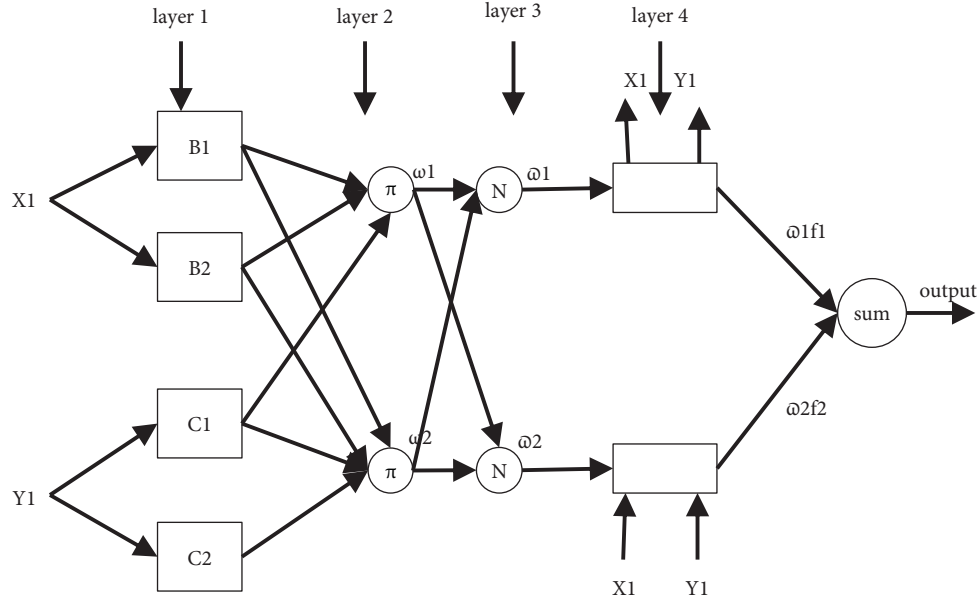 layer 1
layer 2
layer 3
layer 4
X1
Y1
B1
π
ω1
N
ϖ1
X1
B2
ϖ1f1
output
sum
C1
ϖ2f2
ω2
ϖ2
π
N
Y1
C2
X1
Y1